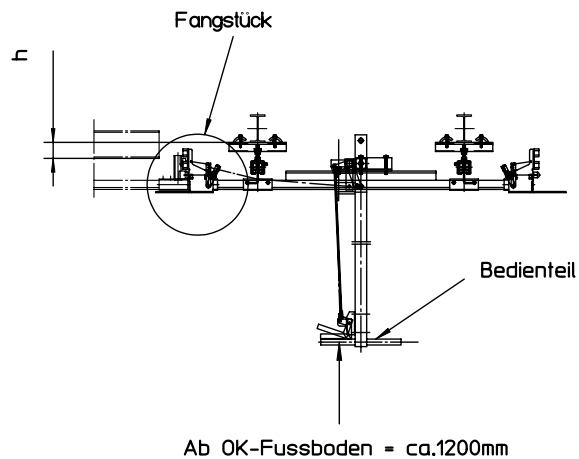 Fangstück
h
Bedienteil
Ab OK-Fussboden = ca.1200mm